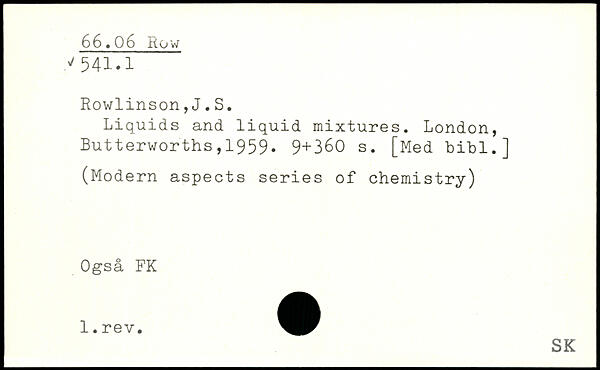 66.06 Row
√541.1
Rowlinson,J.S.
Liquids and liquid mixtures. London,
Butterworths,1959. 9+360 s. [Med bibl.]
(Modern aspects series of chemistry)
Også FK
1.rev.
SK